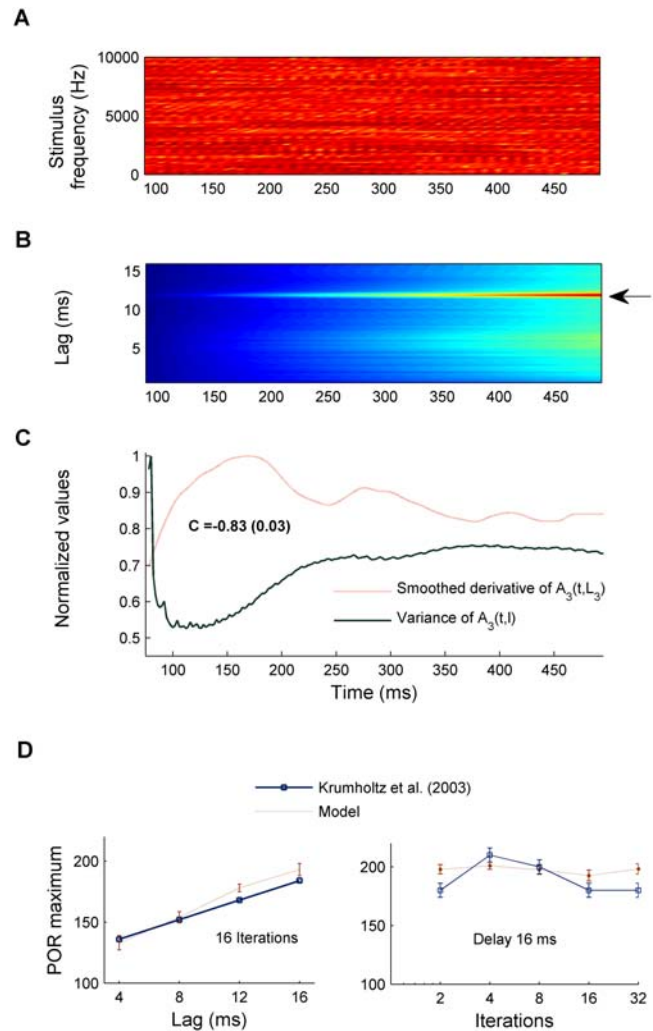 A
10000
5000
0
Stimulus
frequency (Hz)
100 150 200 250 300 350 400 450
B
15
10
5
Lag (ms)
100 150 200 250 300 350 400 450
C
1
0.9
0.8
0.7
0.6
0.5
Normalized values
C =-0.83 (0.03)
Smoothed derivative of A3(t,L3)
Variance of A3(t,l)
100 150 200 250 300 350 400 450
Time (ms)
D
Krumholtz et al. (2003)
Model
POR maximum
200
150
100
16 Iterations
4 8 12 16
Lag (ms)
200
150
100
Delay 16 ms
2 4 8 16 32
Iterations